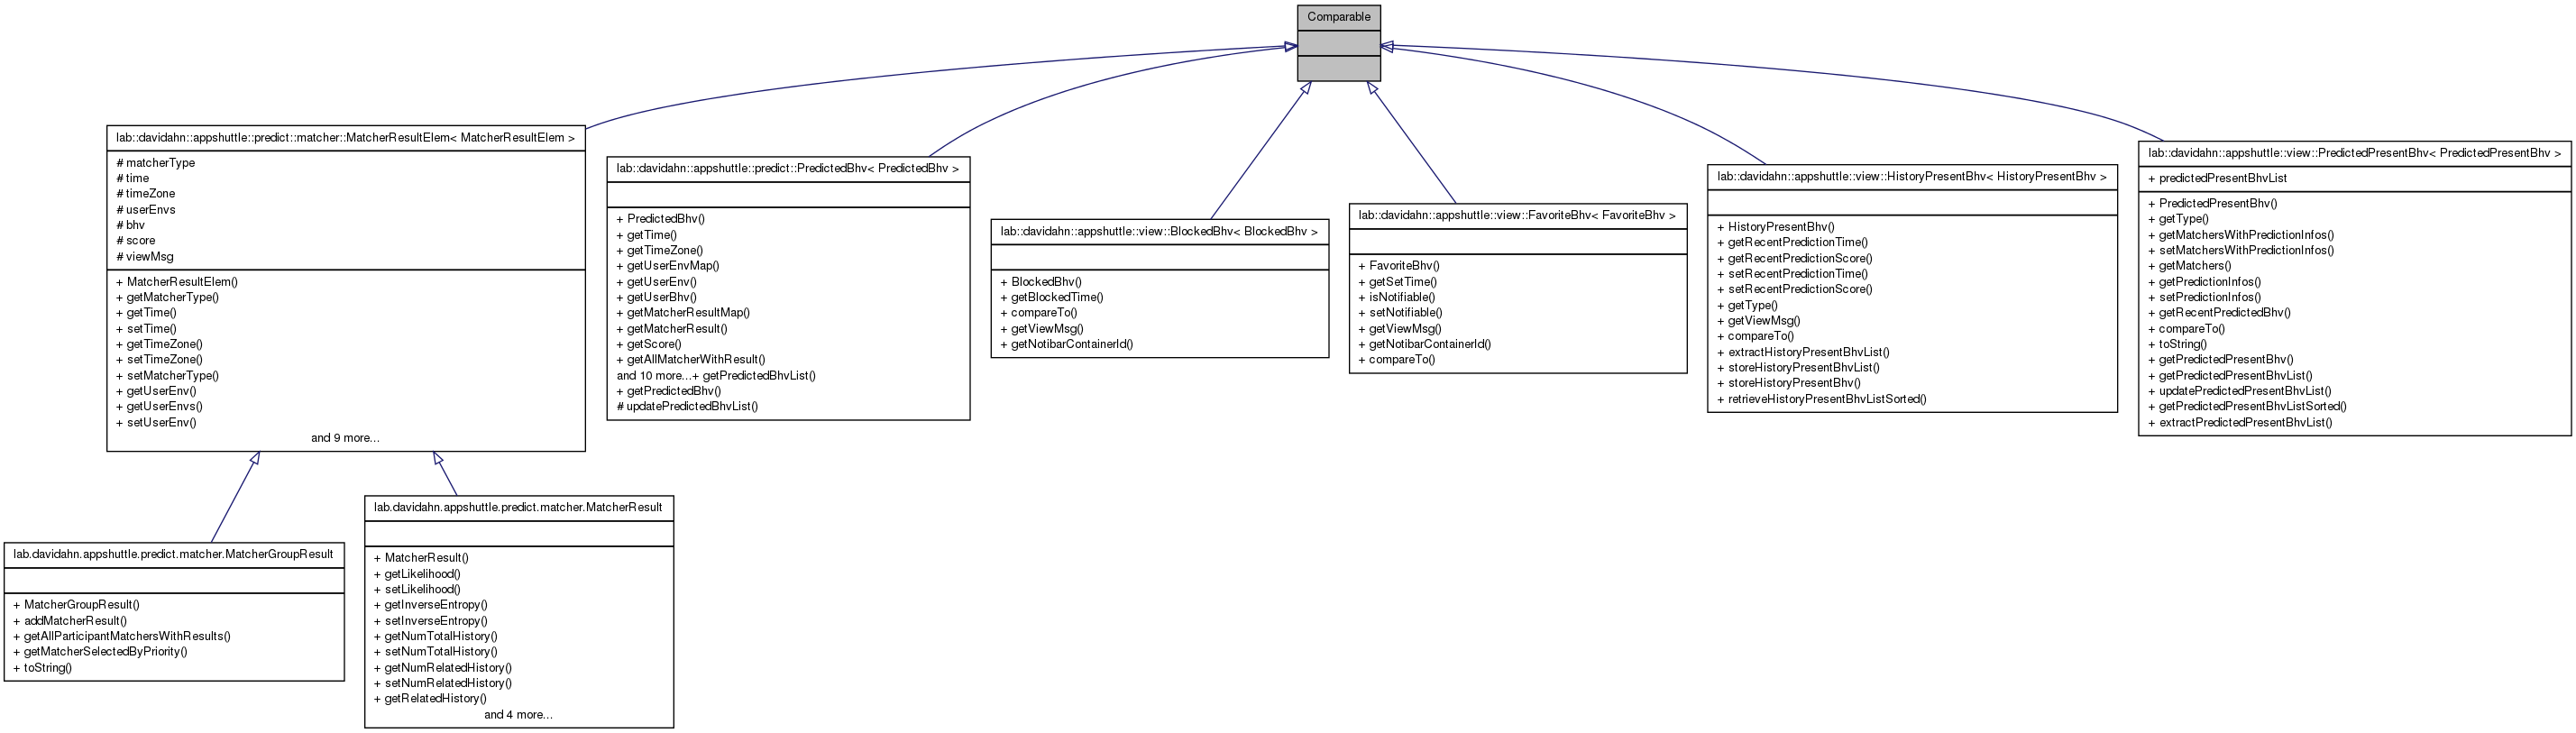 Comparable
lab::davidahn::appshuttle::predict::matcher::MatcherResultElem< MatcherResultElem >
# matcherType
# time
# timeZone
# userEnvs
# bhv
# score
# viewMsg
+ MatcherResultElem()
+ getMatcherType()
+ getTime()
+ setTime()
+ getTimeZone()
+ setTimeZone()
+ setMatcherType()
+ getUserEnv()
+ getUserEnvs()
+ setUserEnv()
and 9 more...
lab::davidahn::appshuttle::predict::PredictedBhv< PredictedBhv >
+ PredictedBhv()
+ getTime()
+ getTimeZone()
+ getUserEnvMap()
+ getUserEnv()
+ getUserBhv()
+ getMatcherResultMap()
+ getMatcherResult()
+ getScore()
+ getAllMatcherWithResult()
and 10 more...+ getPredictedBhvList()
+ getPredictedBhv()
# updatePredictedBhvList()
lab::davidahn::appshuttle::view::BlockedBhv< BlockedBhv >
+ BlockedBhv()
+ getBlockedTime()
+ compareTo()
+ getViewMsg()
+ getNotibarContainerId()
lab::davidahn::appshuttle::view::FavoriteBhv< FavoriteBhv >
+ FavoriteBhv()
+ getSetTime()
+ isNotifiable()
+ setNotifiable()
+ getViewMsg()
+ getNotibarContainerId()
+ compareTo()
lab::davidahn::appshuttle::view::HistoryPresentBhv< HistoryPresentBhv >
+ HistoryPresentBhv()
+ getRecentPredictionTime()
+ getRecentPredictionScore()
+ setRecentPredictionTime()
+ setRecentPredictionScore()
+ getType()
+ getViewMsg()
+ compareTo()
+ extractHistoryPresentBhvList()
+ storeHistoryPresentBhvList()
+ storeHistoryPresentBhv()
+ retrieveHistoryPresentBhvListSorted()
lab::davidahn::appshuttle::view::PredictedPresentBhv< PredictedPresentBhv >
+ predictedPresentBhvList
+ PredictedPresentBhv()
+ getType()
+ getMatchersWithPredictionInfos()
+ setMatchersWithPredictionInfos()
+ getMatchers()
+ getPredictionInfos()
+ setPredictionInfos()
+ getRecentPredictedBhv()
+ compareTo()
+ toString()
+ getPredictedPresentBhv()
+ getPredictedPresentBhvList()
+ updatePredictedPresentBhvList()
+ getPredictedPresentBhvListSorted()
+ extractPredictedPresentBhvList()
lab.davidahn.appshuttle.predict.matcher.MatcherGroupResult
+ MatcherGroupResult()
+ addMatcherResult()
+ getAllParticipantMatchersWithResults()
+ getMatcherSelectedByPriority()
+ toString()
lab.davidahn.appshuttle.predict.matcher.MatcherResult
+ MatcherResult()
+ getLikelihood()
+ setLikelihood()
+ getInverseEntropy()
+ setInverseEntropy()
+ getNumTotalHistory()
+ setNumTotalHistory()
+ getNumRelatedHistory()
+ setNumRelatedHistory()
+ getRelatedHistory()
and 4 more...